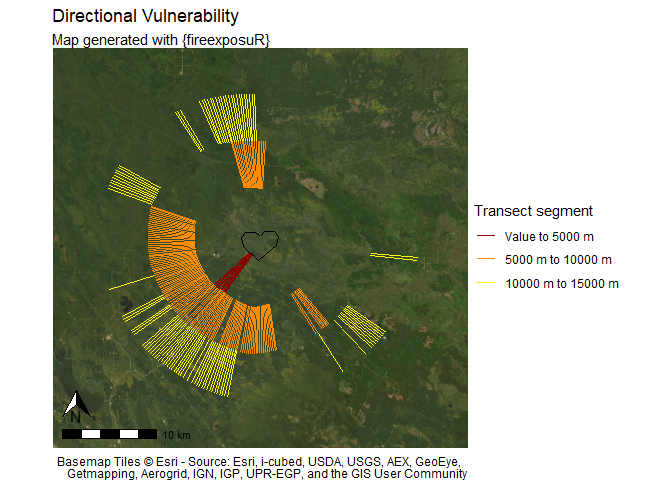 Directional Vulnerability
Map generated with {fireexposuR}
Transect segment
Value to 5000 m
5000 m to 10000 m
10000 m to 15000 m
N
10 km
Basemap Tiles © Esri - Source: Esri, i-cubed, USDA, USGS, AEX, GeoEye,
Getmapping, Aerogrid, IGN, IGP, UPR-EGP, and the GIS User Community